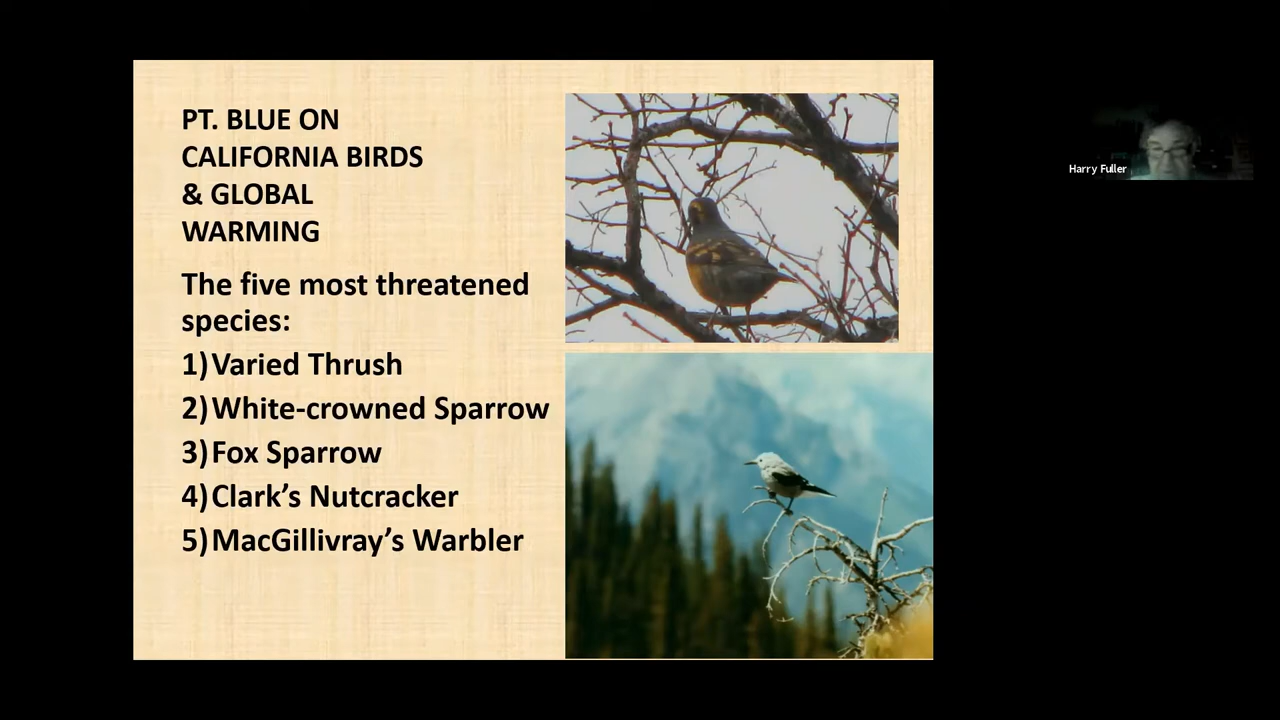 PT. BLUE ON
CALIFORNIA BIRDS
& GLOBAL
WARMING
The five most threatened
species:
1) Varied Thrush
2) White-crowned Sparrow
3) Fox Sparrow
4) Clark’s Nutcracker
5) MacGillivray’s Warbler
Harry Fuller